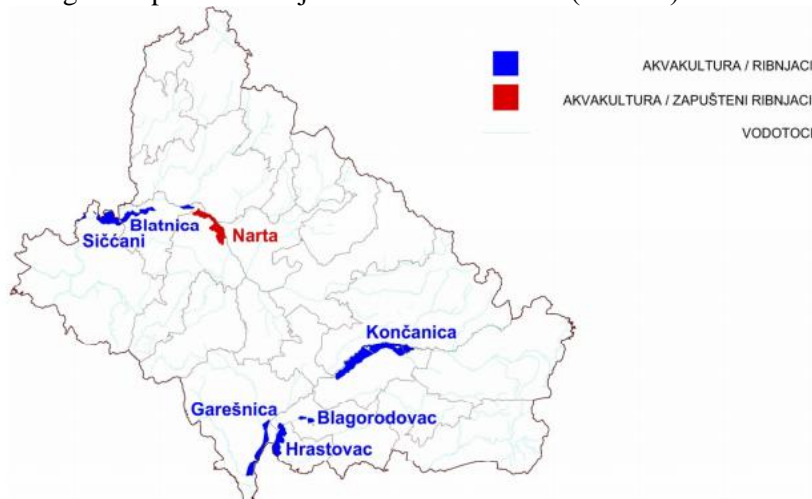 AKVAKULTURA / RIBNJACI
AKVAKULTURA / ZAPUŠTENI RIBNJACI
VODOTOCI
Blatnica
Siččani
Narta
Končanica
Garešnica
Blagorodovac
Hrastovac